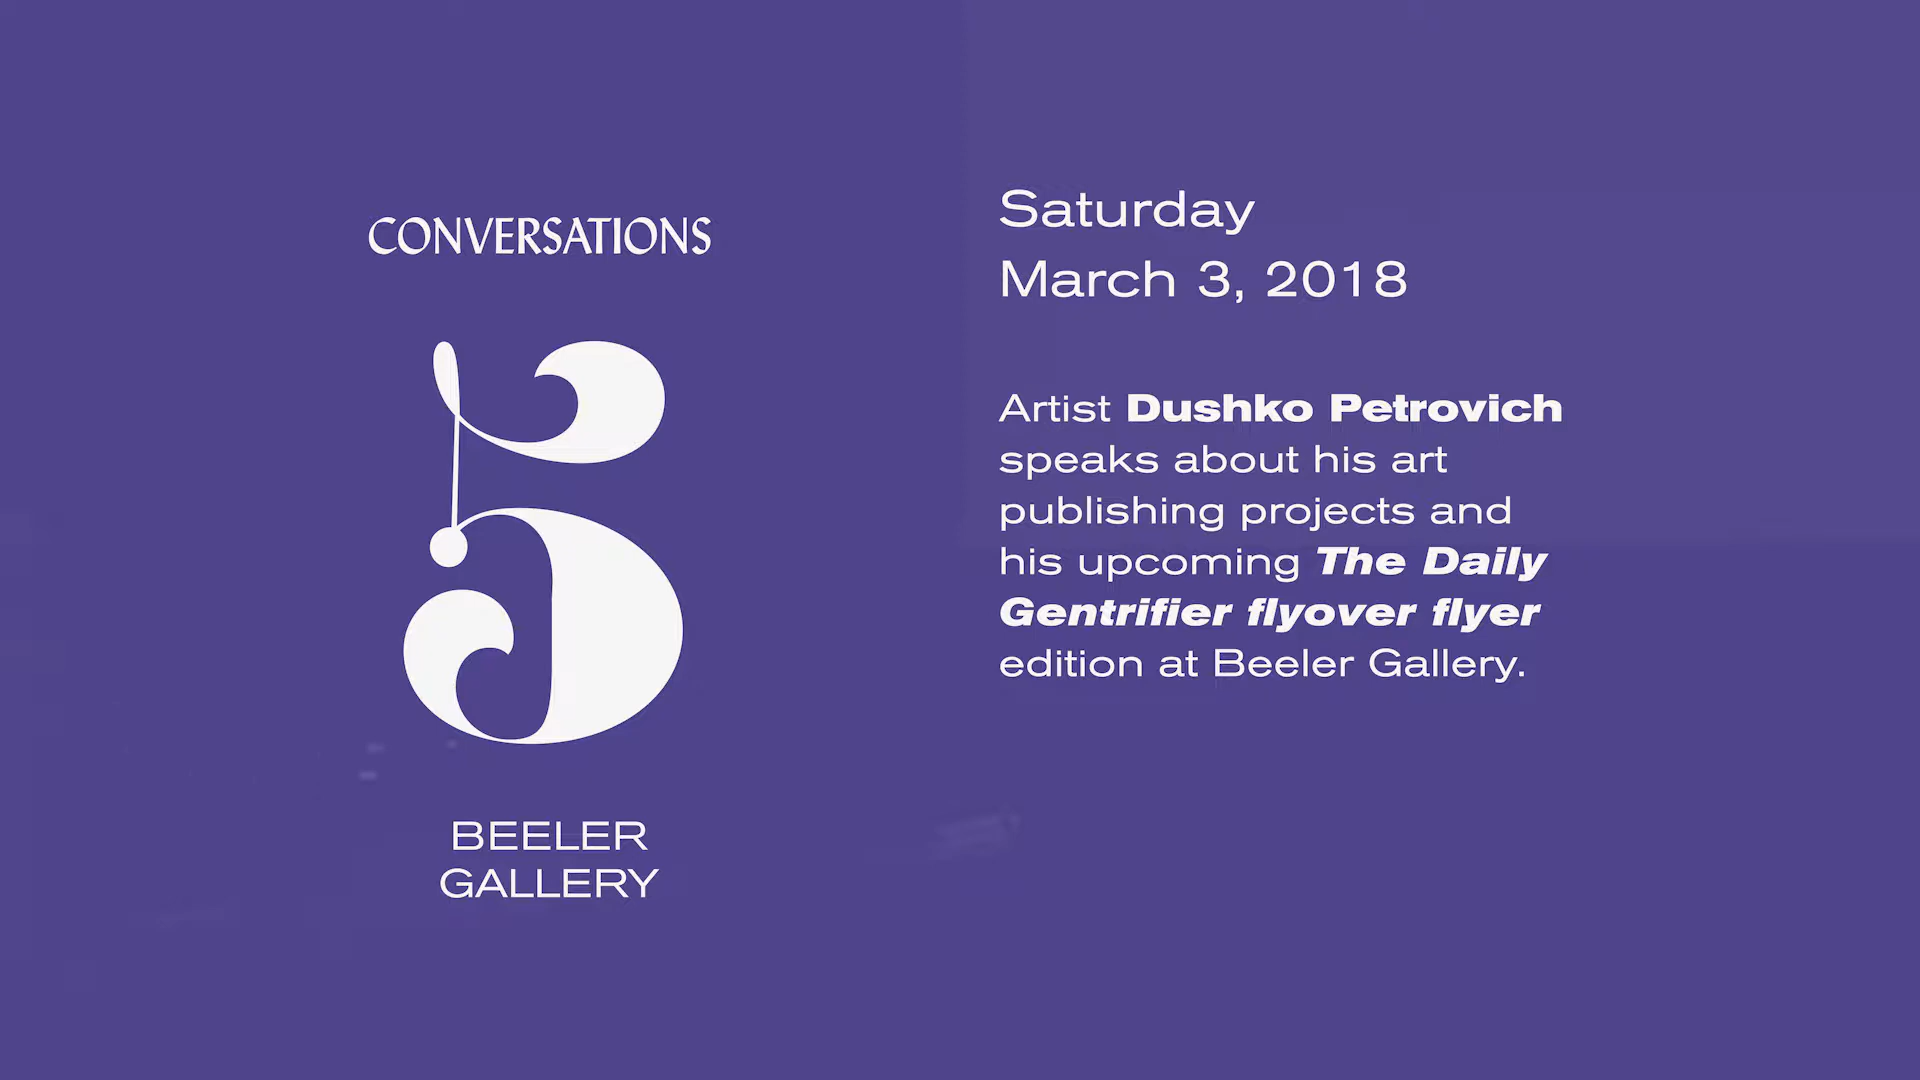 CONVERSATIONS
5
BEELER
GALLERY
Saturday
March 3, 2018
Artist Dushko Petrovich
speaks about his art
publishing projects and
his upcoming The Daily
Gentrifier flyover flyer
edition at Beeler Gallery.